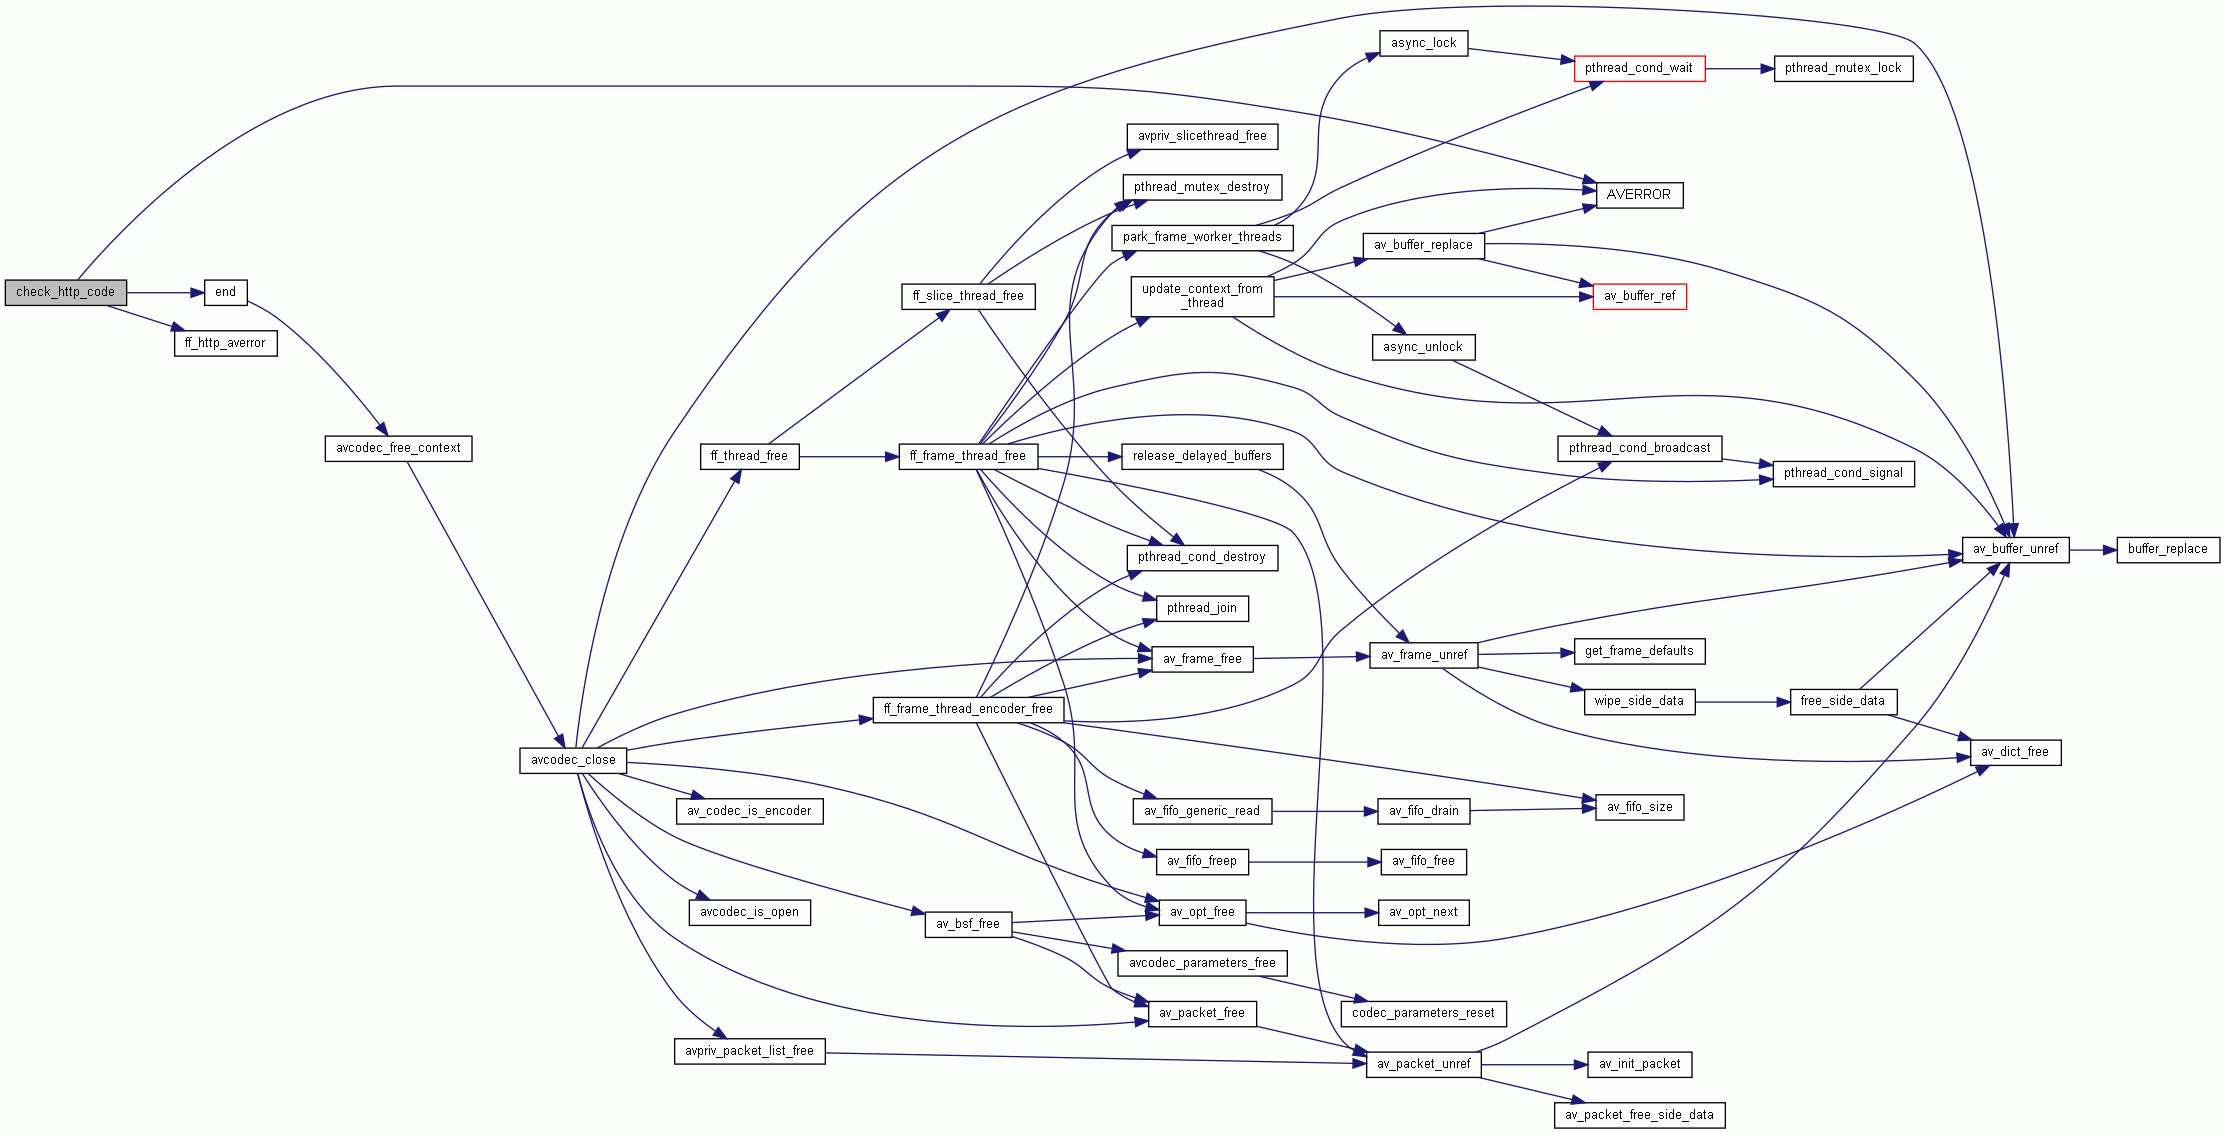 check_http_code
end
ff_http_averror
avcodec_free_context
avcodec_close
ff_thread_free
av_codec_is_encoder
avcodec_is_open
avpriv_packet_list_free
ff_slice_thread_free
ff_frame_thread_free
ff_frame_thread_encoder_free
av_bsf_free
avpriv_slicethread_free
pthread_mutex_destroy
park_frame_worker_threads
update_context_from
_thread
release_delayed_buffers
pthread_cond_destroy
pthread_join
av_frame_free
av_fifo_generic_read
av_fifo_freep
av_opt_free
avcodec_parameters_free
av_packet_free
async_lock
av_buffer_replace
async_unlock
av_frame_unref
av_fifo_drain
av_fifo_free
av_opt_next
codec_parameters_reset
av_packet_unref
pthread_cond_wait
AVERROR
av_buffer_ref
pthread_cond_broadcast
get_frame_defaults
wipe_side_data
av_fifo_size
av_init_packet
av_packet_free_side_data
pthread_mutex_lock
pthread_cond_signal
free_side_data
av_buffer_unref
av_dict_free
buffer_replace